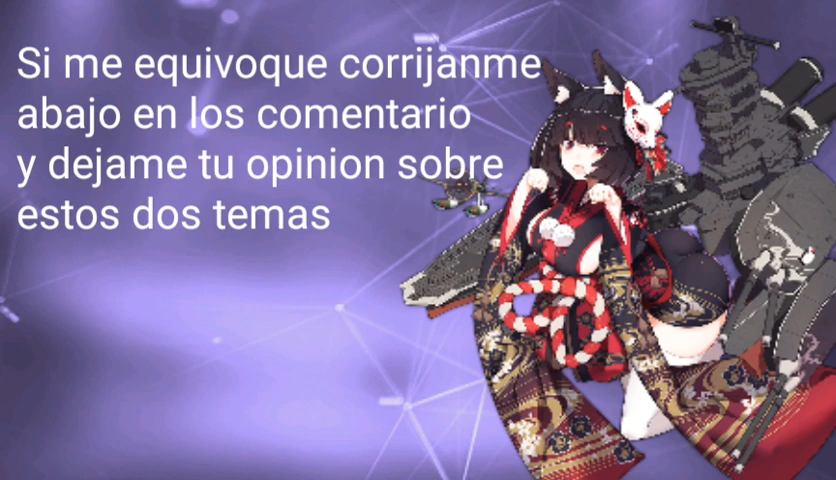 Si me equivoque corrijanme
abajo en los comentario
y dejame tu opinion sobre
estos dos temas